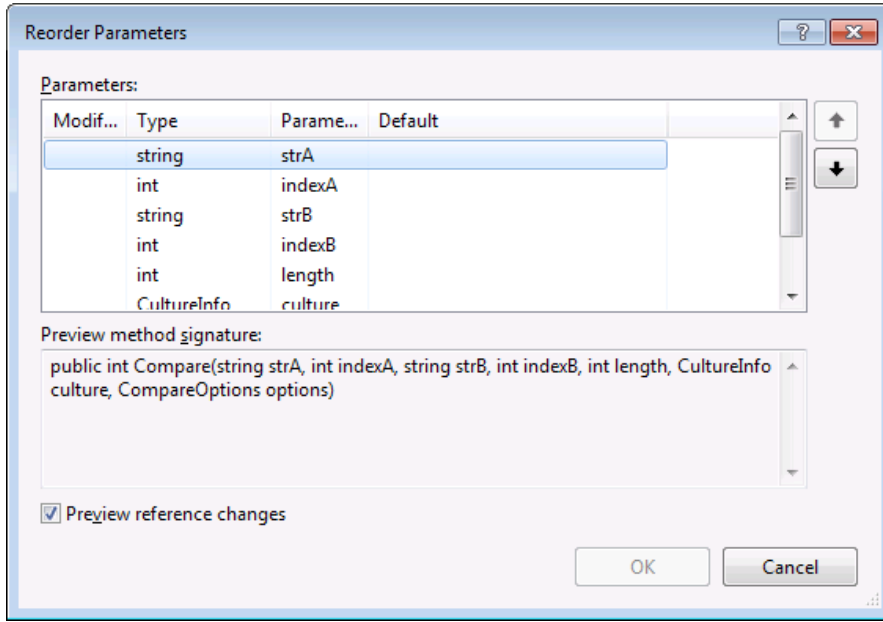 Reorder Parameters
Parameters:
Modif... Type Parame... Default
string strA
int indexA
string strB
int indexB
int length
CultureInfo culture
Preview method signature:
public int Compare(string strA, int indexA, string strB, int indexB, int length, CultureInfo
culture, CompareOptions options)
Preview reference changes
OK Cancel